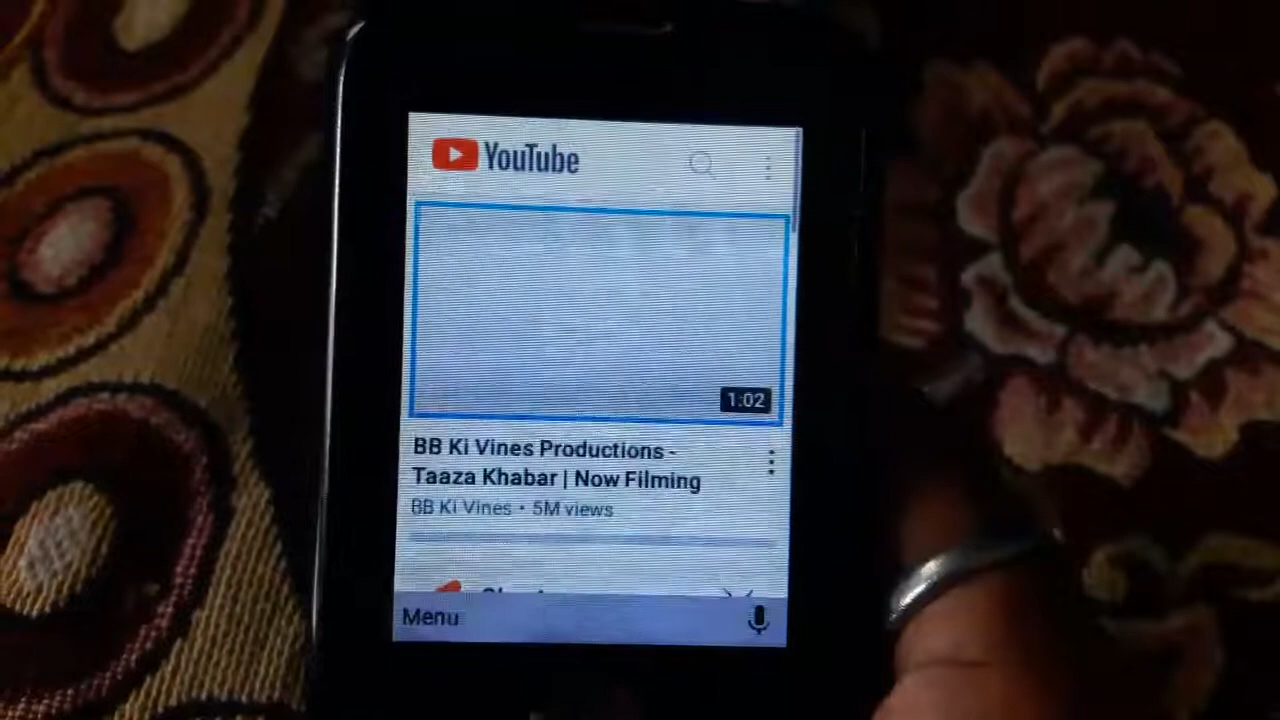 YouTube
1:02
BB Ki Vines Productions -
Taaza Khabar | Now Filming
BB Ki Vines • 5M views
Menu